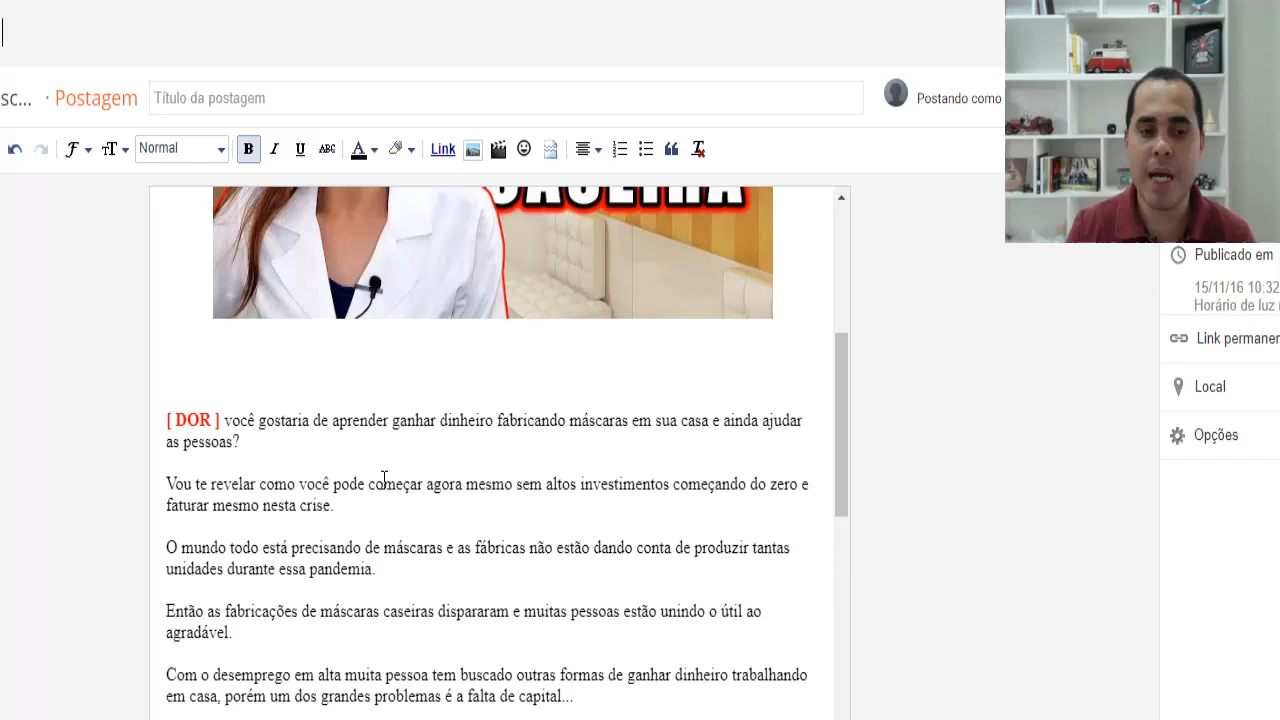 sc... · Postagem
Título da postagem
Postando como
Normal
B I U ABC A Link
[ DOR ] você gostaria de aprender ganhar dinheiro fabricando máscaras em sua casa e ainda ajudar
as pessoas?
Vou te revelar como você pode começar agora mesmo sem altos investimentos começando do zero e
faturar mesmo nesta crise.
O mundo todo está precisando de máscaras e as fábricas não estão dando conta de produzir tantas
unidades durante essa pandemia.
Então as fabricações de máscaras caseiras dispararam e muitas pessoas estão unindo o útil ao
agradável.
Com o desemprego em alta muita pessoa tem buscado outras formas de ganhar dinheiro trabalhando
em casa, porém um dos grandes problemas é a falta de capital...
Publicado em
15/11/16 10:32
Horário de luz
Link permaner
Local
Opções